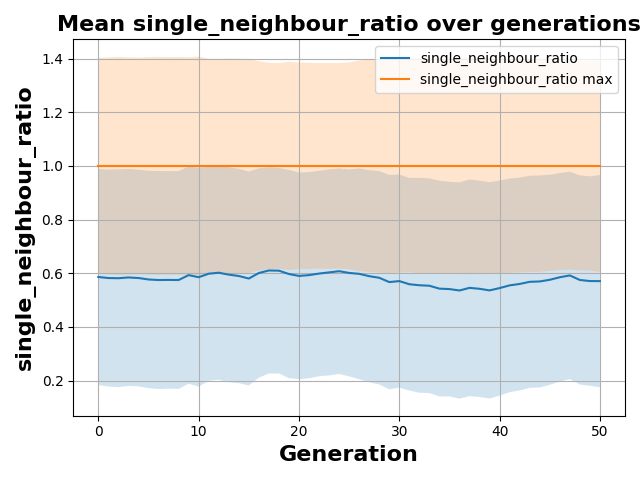 Mean single_neighbour_ratio over generations
single_neighbour_ratio
single_neighbour_ratio max
single_neighbour_ratio
1.4
1.2
1.0
0.8
0.6
0.4
0.2
0 10 20 30 40 50
Generation